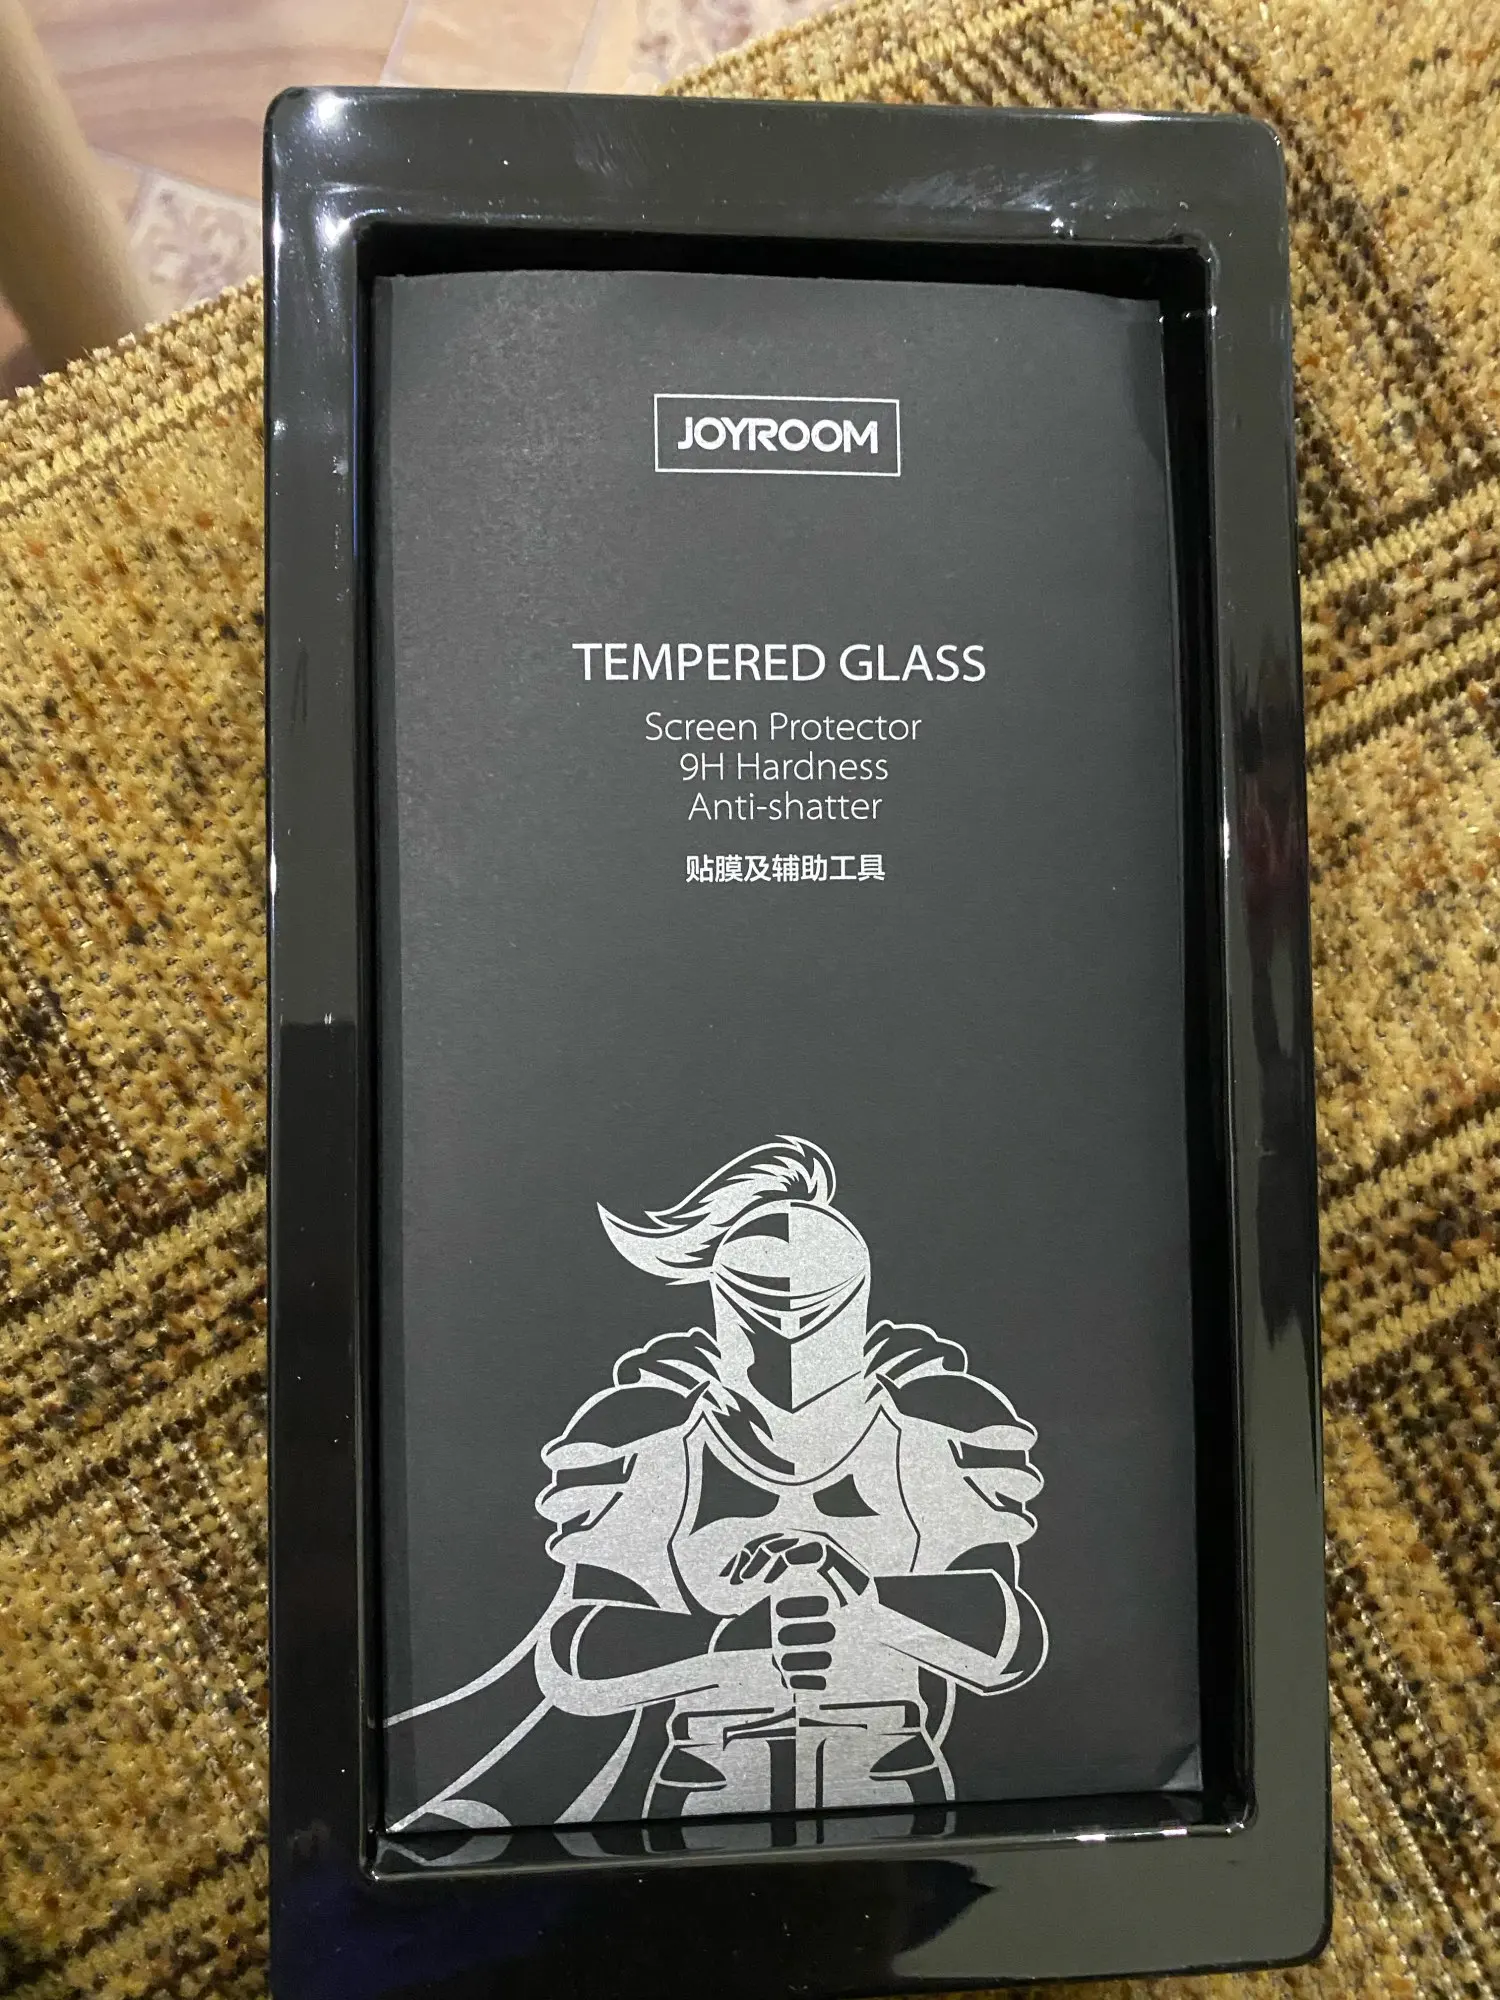 JOYROOM
TEMPERED GLASS
Screen Protector
9H Hardness
Anti-shatter
贴膜及辅助工具